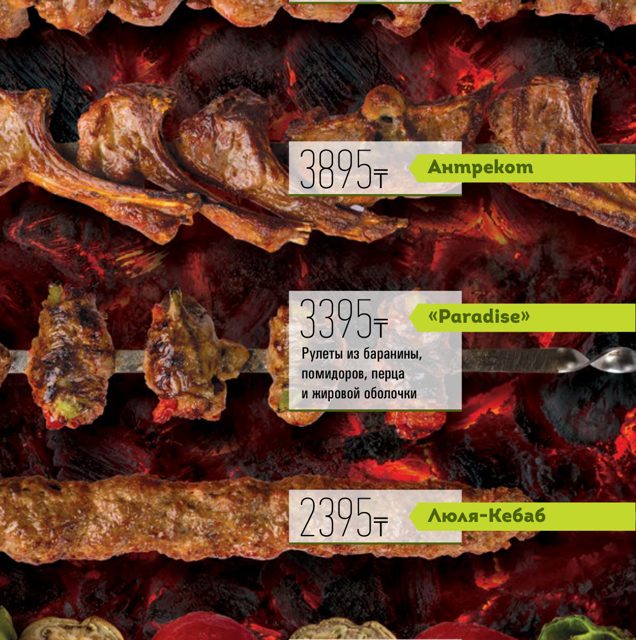 3895₸ Антрекот
3395₸ «Paradise»
Рулеты из баранины,
помидоров, перца
и жировой оболочки
2395₸ Люля-Кебаб